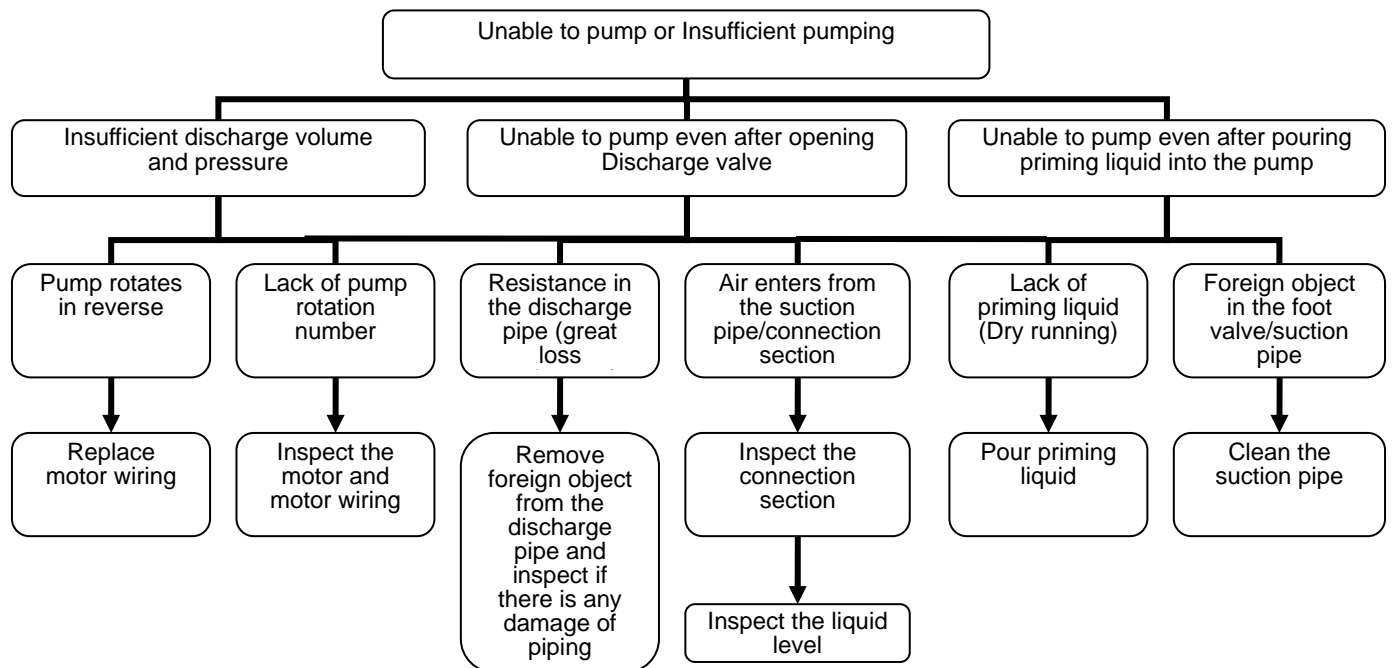 Unable to pump or Insufficient pumping
Insufficient discharge volume
and pressure
Unable to pump even after opening
Discharge valve
Unable to pump even after pouring
priming liquid into the pump
Pump rotates
in reverse
Lack of pump
rotation
number
Resistance in
the discharge
pipe (great
loss
Air enters from
the suction
pipe/connection
section
Lack of
priming liquid
(Dry running)
Foreign object
in the foot
valve/suction
pipe
Replace
motor wiring
Inspect the
motor and
motor wiring
Remove
foreign object
from the
discharge
pipe and
inspect if
there is any
damage of
piping
Inspect the
connection
section
Pour priming
liquid
Clean the
suction pipe
Inspect the liquid
level